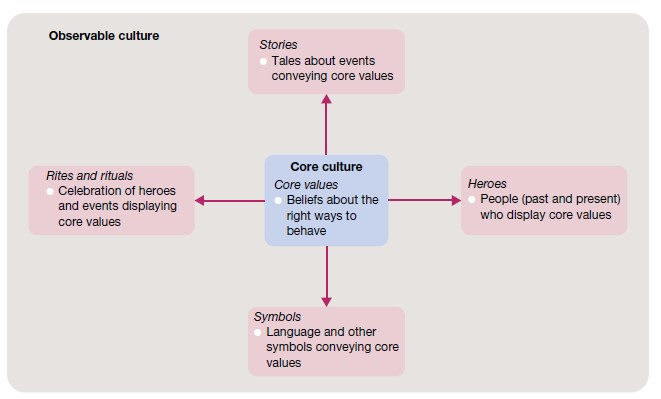 Observable culture
Stories
Tales about events
conveying core values
Rites and rituals
Celebration of heroes
and events displaying
core values
Core culture
Core values
Beliefs about the
right ways to
behave
Heroes
People (past and present)
who display core values
Symbols
Language and other
symbols conveying core
values